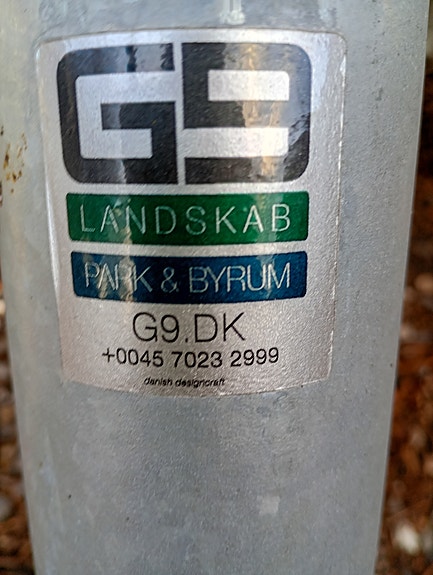 G9
LANDSKAB
PARK & BYRUM
G9.DK
+0045 7023 2999
danish designcraft